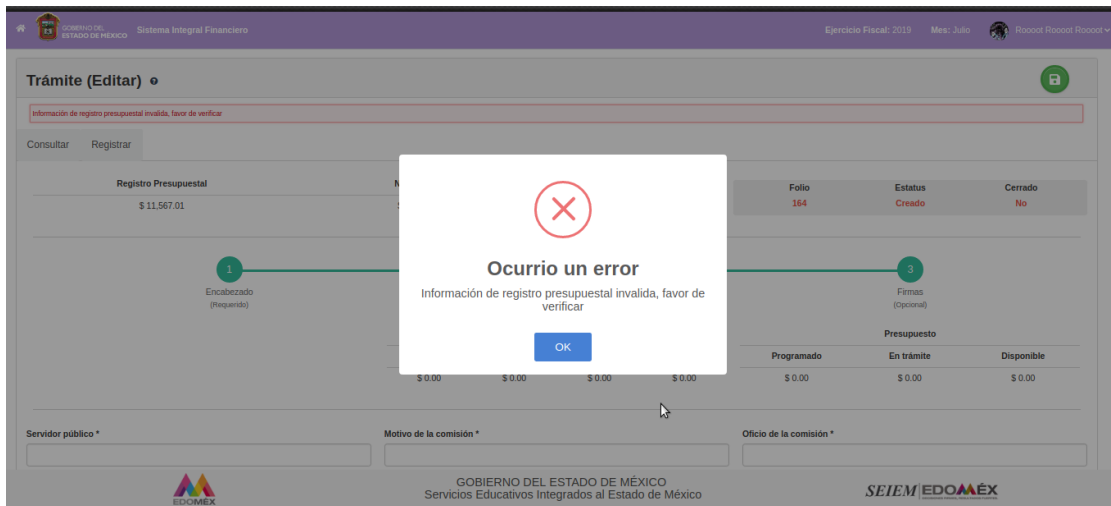 GOBIERNO DEL
ESTADO DE MÉXICO
Sistema Integral Financiero
Ejercicio Fiscal: 2019
Mes: Julio
Roooot Roooot Roooot
Trámite (Editar)
Información de registro presupuestal invalida, favor de verificar
Consultar
Registrar
Registro Presupuestal
$ 11,567.01
N
Folio
Estatus
Cerrado
164
Creado
No
Ocurrio un error
Información de registro presupuestal invalida, favor de
verificar
OK
1
Encabezado
(Requerido)
3
Firmas
(Opcional)
Presupuesto
Programado
En trámite
Disponible
$ 0.00
$ 0.00
$ 0.00
$ 0.00
$ 0.00
$ 0.00
$ 0.00
Servidor público *
Motivo de la comisión *
Oficio de la comisión *
EDOMÉX
GOBIERNO DEL ESTADO DE MÉXICO
Servicios Educativos Integrados al Estado de México
SEIEM EDOMÉX